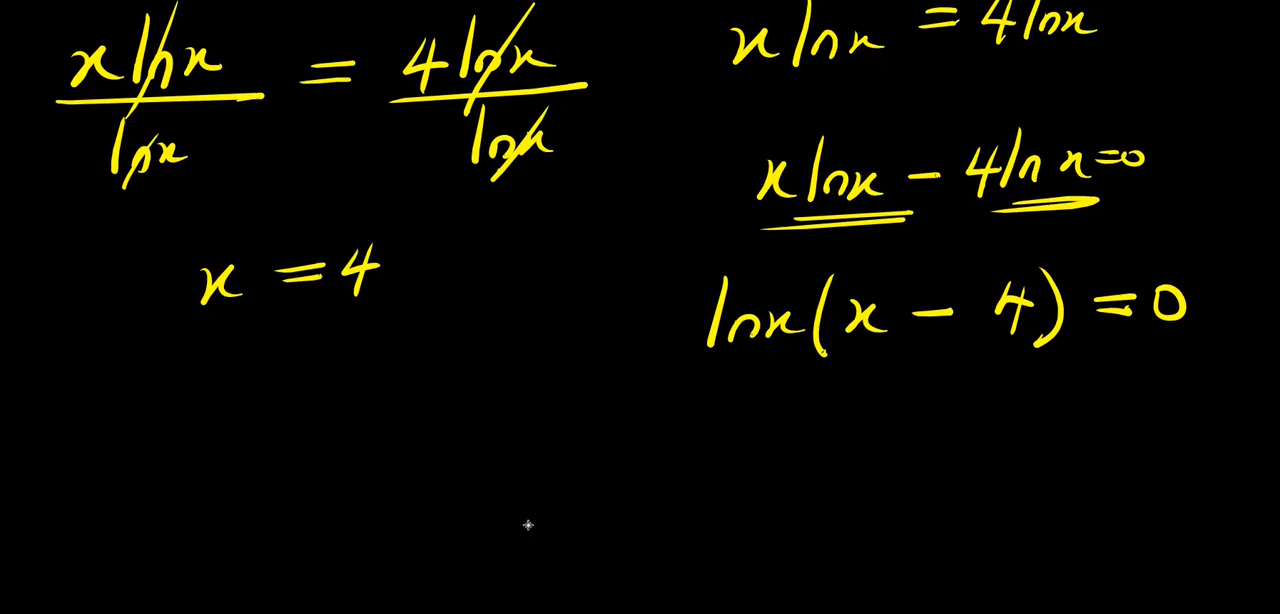 x ln x / ln x = 4 ln x / ln x
x = 4
x ln x = 4 ln x
x ln x - 4 ln x = 0
ln x (x - 4) = 0